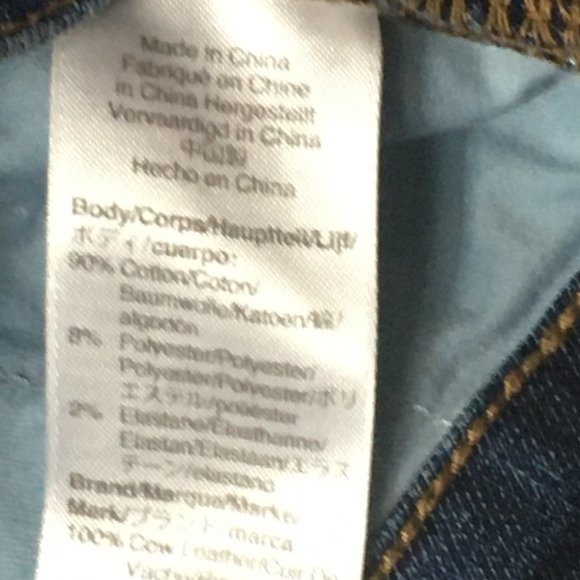 Made in China
Fabriqué en Chine
in China Hergestellt
Vervaardigd in China
中国製
Hecho en China
Body/Corps/Hauptteil/Lijf/
ボディ/cuerpo:
90% Cotton/Coton/
Baumwolle/Katoen/綿/
algodón
8% Polyester/Polyester/
Polyester/Polyester/ポリ
エステル/poliéster
2% Elastane/Élasthanne/
Elastan/Elastaan/エラス
テーン/elastano
Brand/Marque/Marke/
Merk/ブランド/marca
100% Cow Leather/Cuir De
Vache/